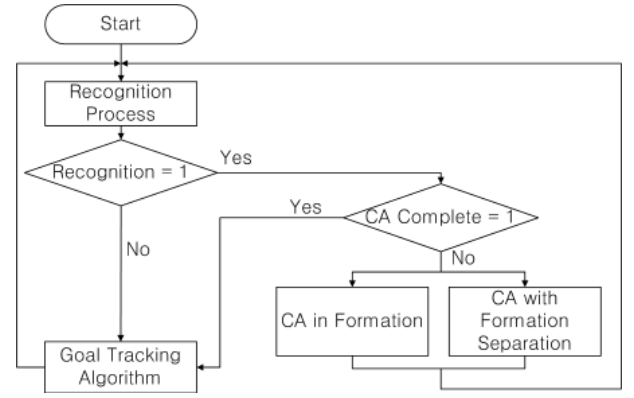 Start
Recognition
Process
Recognition = 1
Yes
Yes
CA Complete = 1
No
No
CA in Formation
CA with
Formation
Separation
Goal Tracking
Algorithm